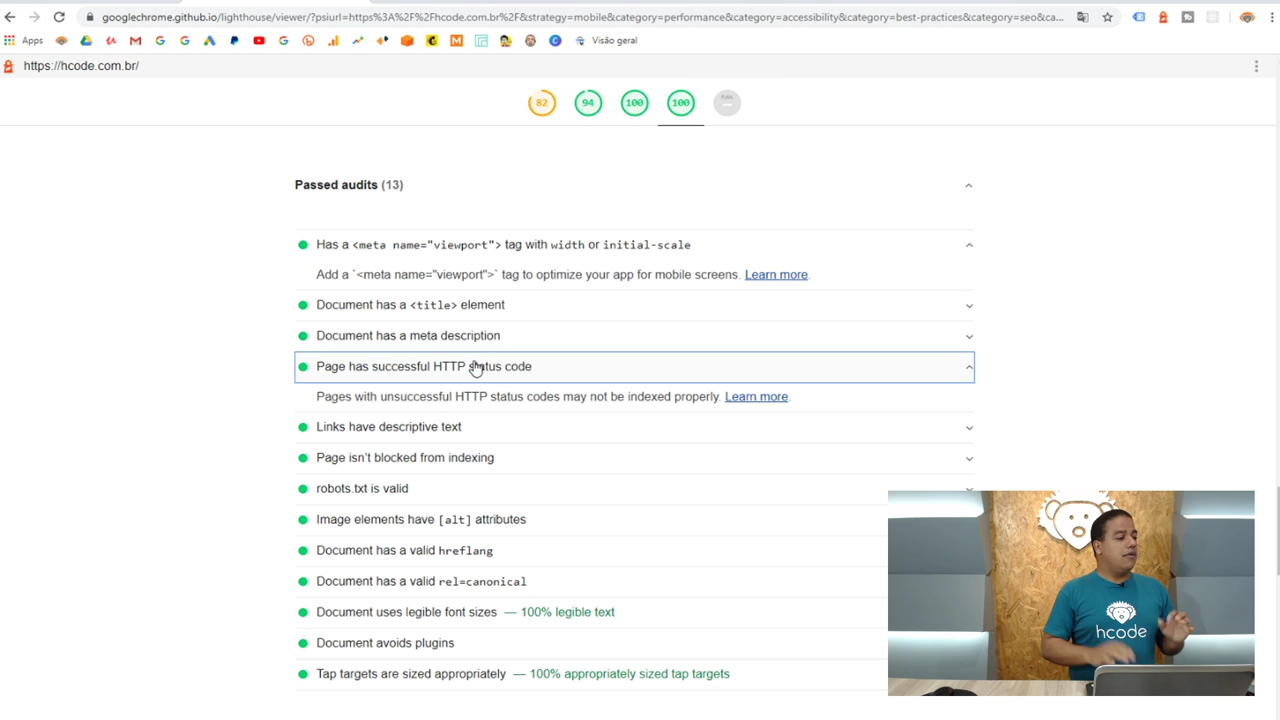 googlechrome.github.io/lighthouse/viewer/?psiurl=https%3A%2F%2Fhcode.com.br%2F&strategy=mobile&category=performance&category=accessibility&category=best-practices&category=seo&ca...
Apps
Visão geral
https://hcode.com.br/
82 94 100 100
Passed audits (13)
Has a <meta name="viewport"> tag with width or initial-scale
Add a `<meta name="viewport">` tag to optimize your app for mobile screens. Learn more.
Document has a <title> element
Document has a meta description
Page has successful HTTP status code
Pages with unsuccessful HTTP status codes may not be indexed properly. Learn more.
Links have descriptive text
Page isn't blocked from indexing
robots.txt is valid
Image elements have [alt] attributes
Document has a valid hreflang
Document has a valid rel=canonical
Document uses legible font sizes — 100% legible text
Document avoids plugins
Tap targets are sized appropriately — 100% appropriately sized tap targets
hcode